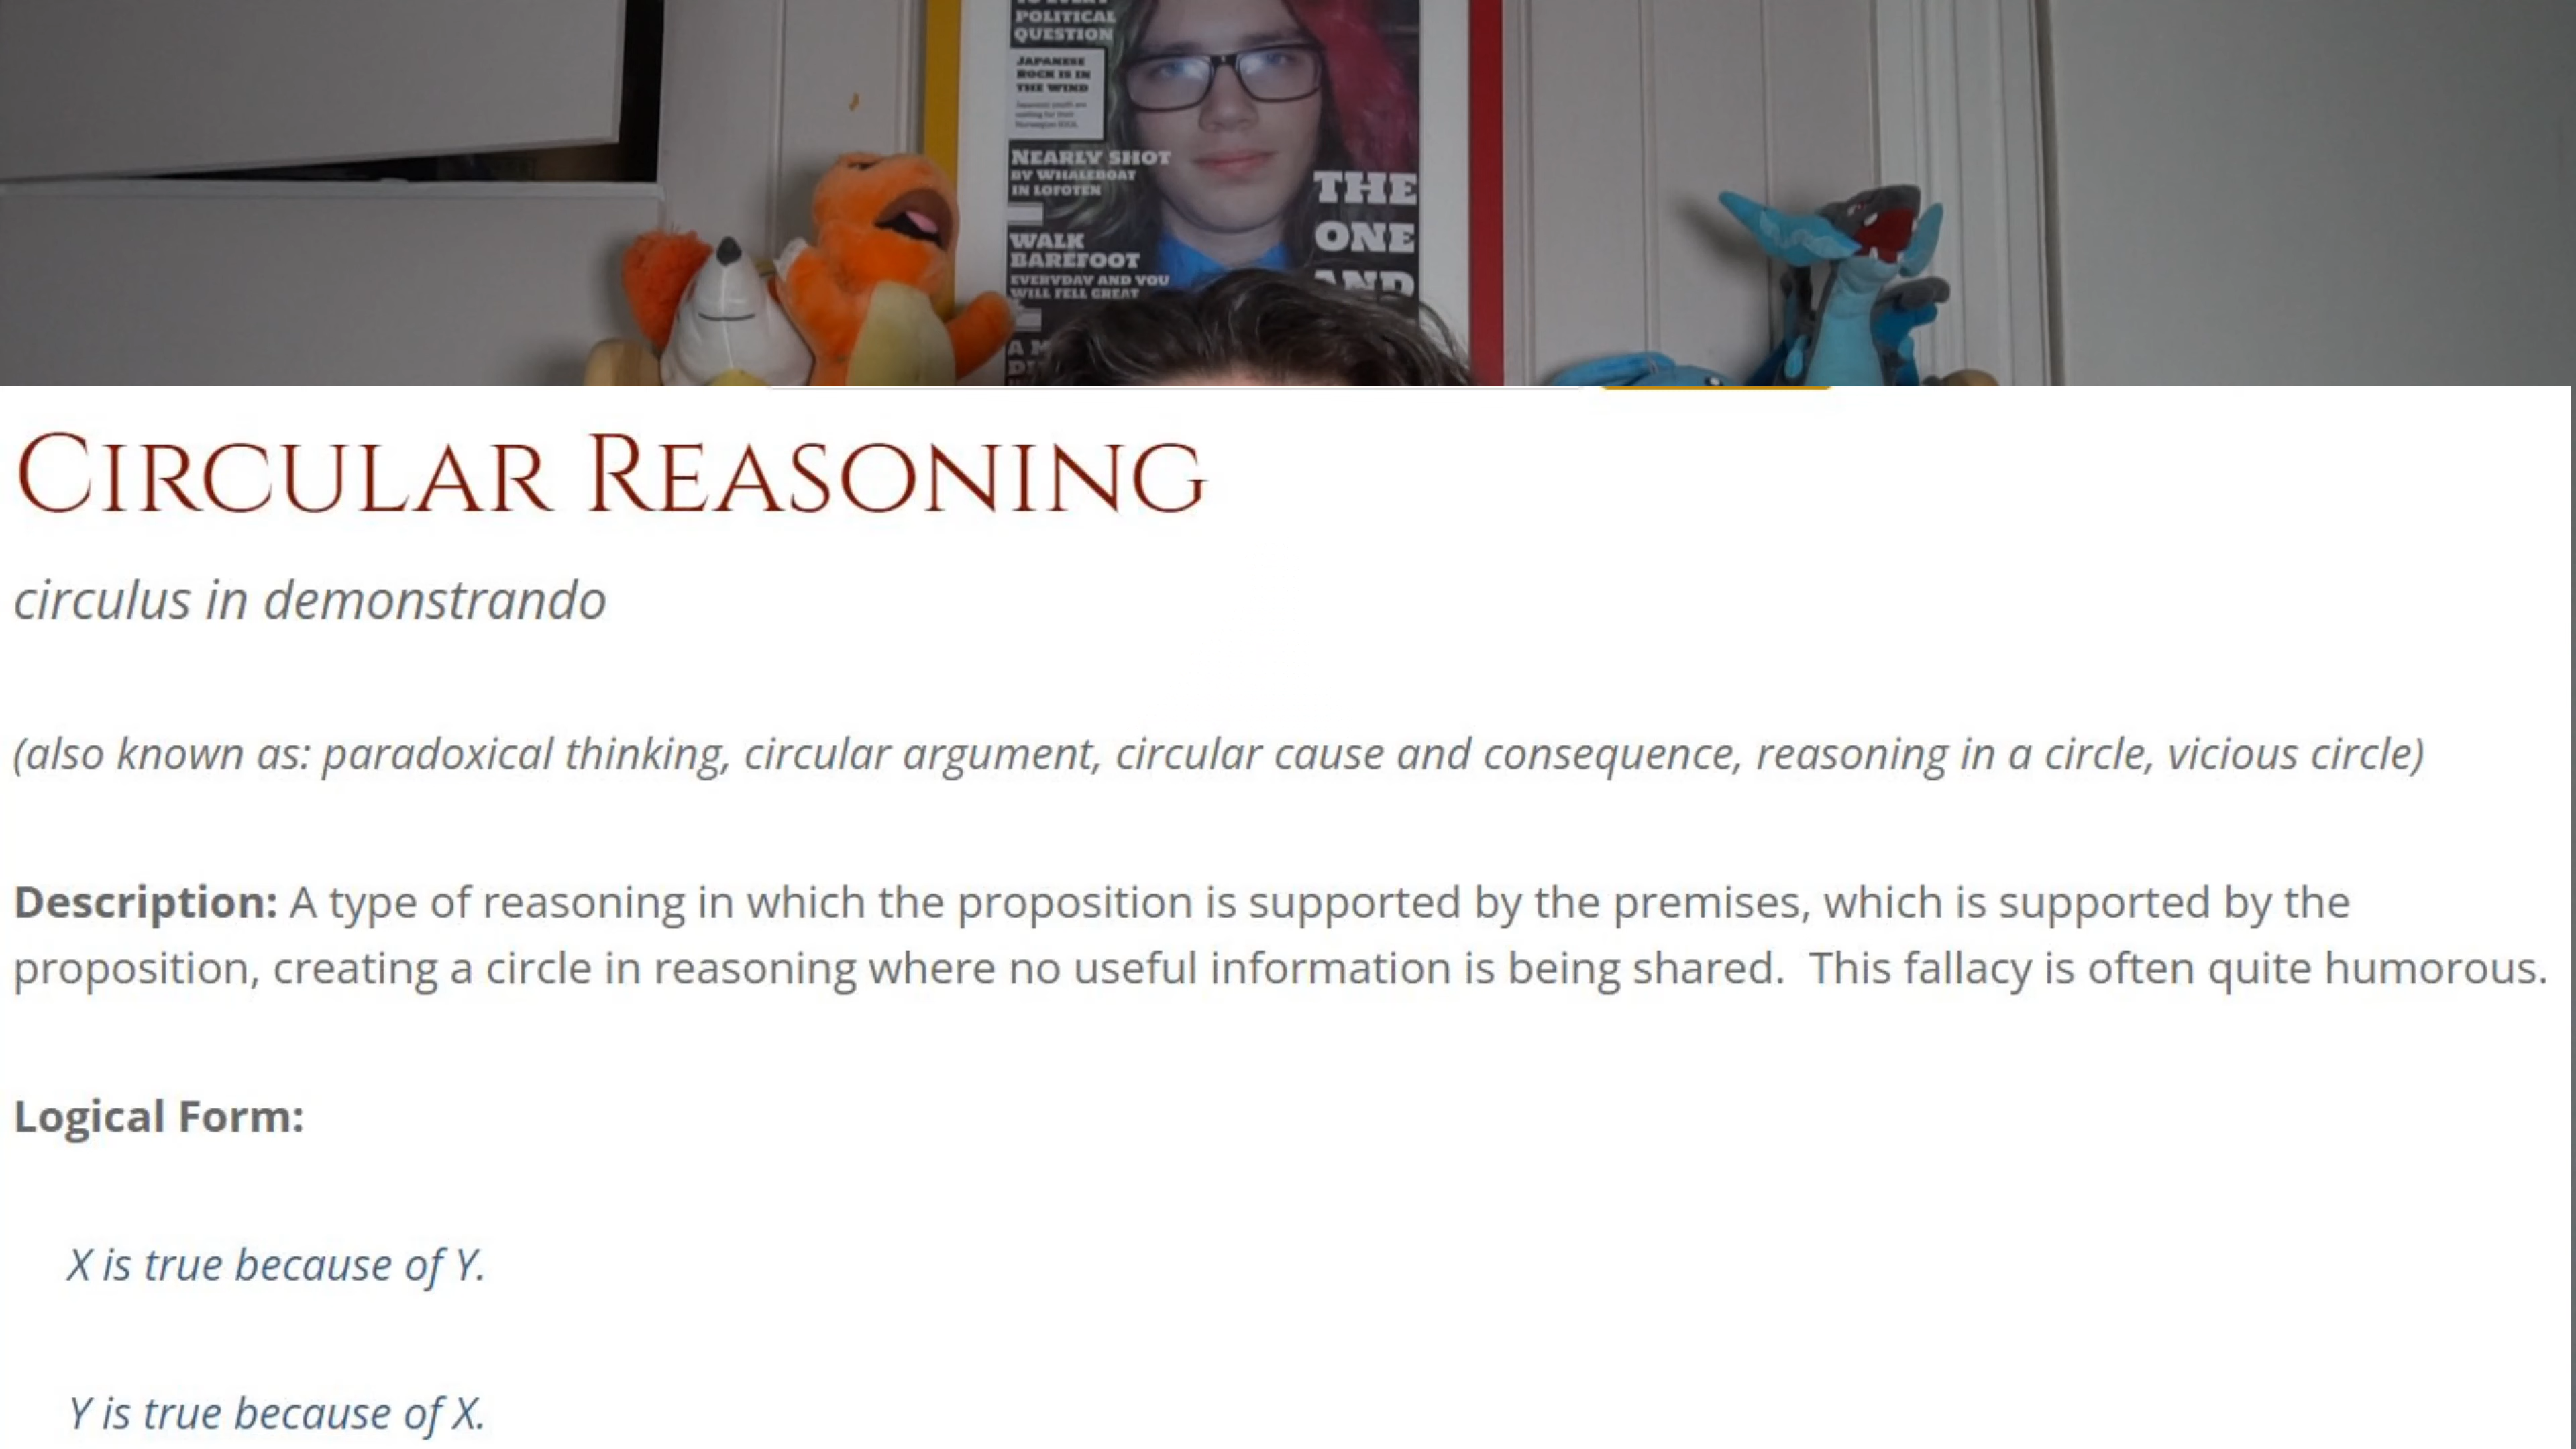 POLITICAL
QUESTION
JAPANESE
ROCK IS IN
THE WIND
NEARLY SHOT
BY WHALEBOAT
IN LOFOTEN
WALK
BAREFOOT
EVERYDAY AND YOU
WILL FELL GREAT
THE
ONE
AND
CIRCULAR REASONING
circulus in demonstrando
(also known as: paradoxical thinking, circular argument, circular cause and consequence, reasoning in a circle, vicious circle)
Description: A type of reasoning in which the proposition is supported by the premises, which is supported by the
proposition, creating a circle in reasoning where no useful information is being shared.  This fallacy is often quite humorous.
Logical Form:
X is true because of Y.
Y is true because of X.